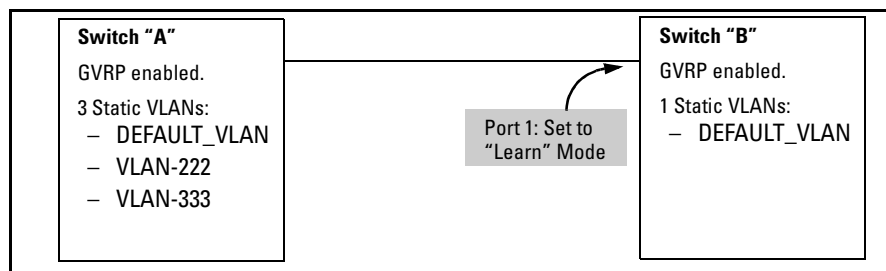 Switch “A”
GVRP enabled.
3 Static VLANs:
– DEFAULT_VLAN
– VLAN-222
– VLAN-333
Port 1: Set to
“Learn” Mode
Switch “B”
GVRP enabled.
1 Static VLANs:
– DEFAULT_VLAN